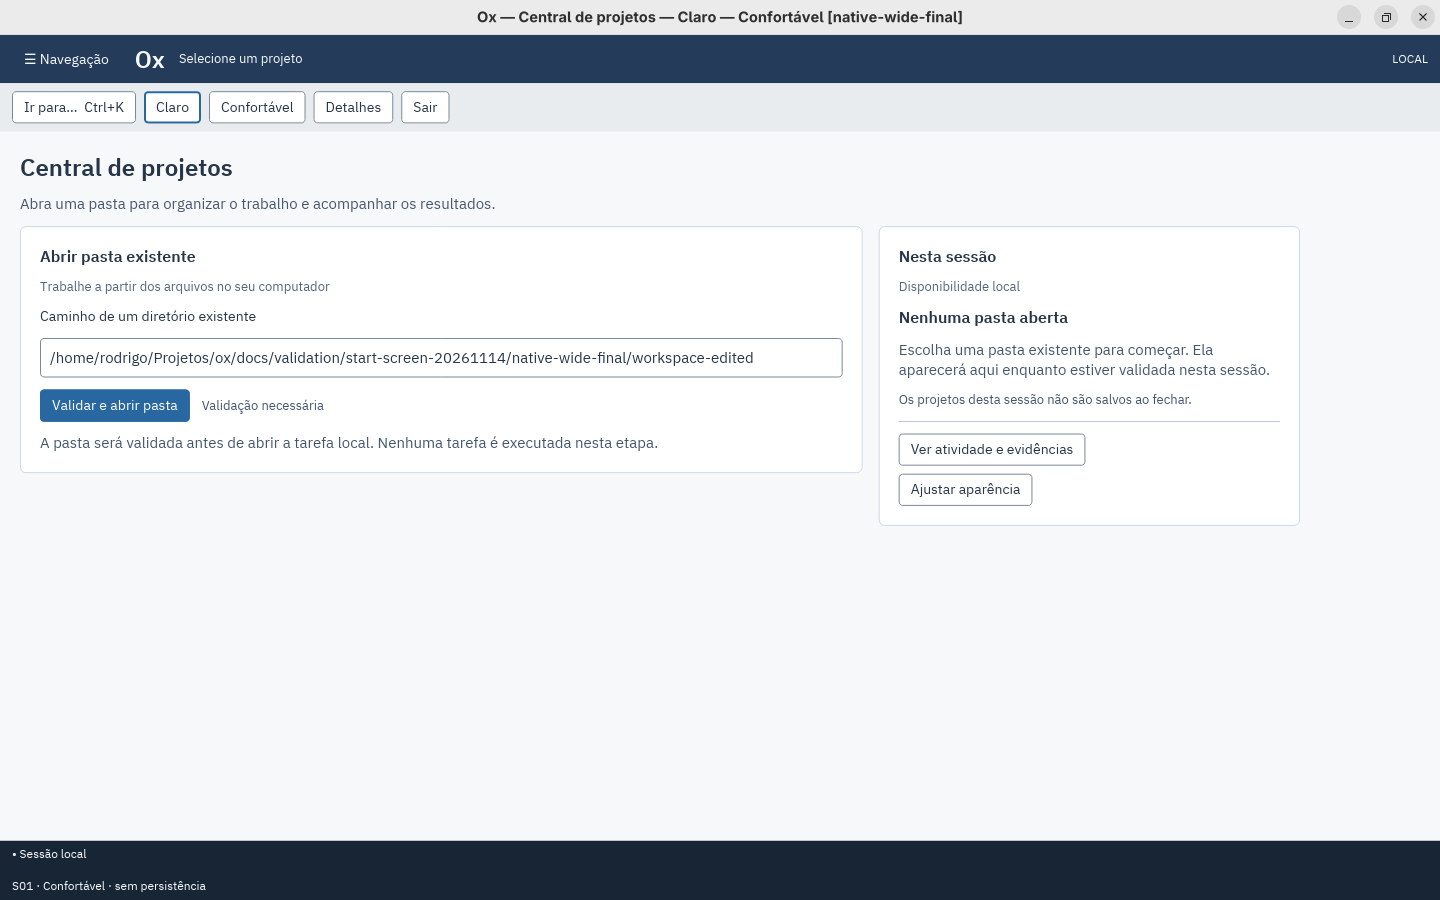 Ox — Central de projetos — Claro — Confortável [native-wide-final]
☰ Navegação
Ox
Selecione um projeto
LOCAL
Ir para... Ctrl+K
Claro
Confortável
Detalhes
Sair
Central de projetos
Abra uma pasta para organizar o trabalho e acompanhar os resultados.
Abrir pasta existente
Trabalhe a partir dos arquivos no seu computador
Caminho de um diretório existente
/home/rodrigo/Projetos/ox/docs/validation/start-screen-20261114/native-wide-final/workspace-edited
Validar e abrir pasta
Validação necessária
A pasta será validada antes de abrir a tarefa local. Nenhuma tarefa é executada nesta etapa.
Nesta sessão
Disponibilidade local
Nenhuma pasta aberta
Escolha uma pasta existente para começar. Ela
aparecerá aqui enquanto estiver validada nesta sessão.
Os projetos desta sessão não são salvos ao fechar.
Ver atividade e evidências
Ajustar aparência
• Sessão local
S01 · Confortável · sem persistência